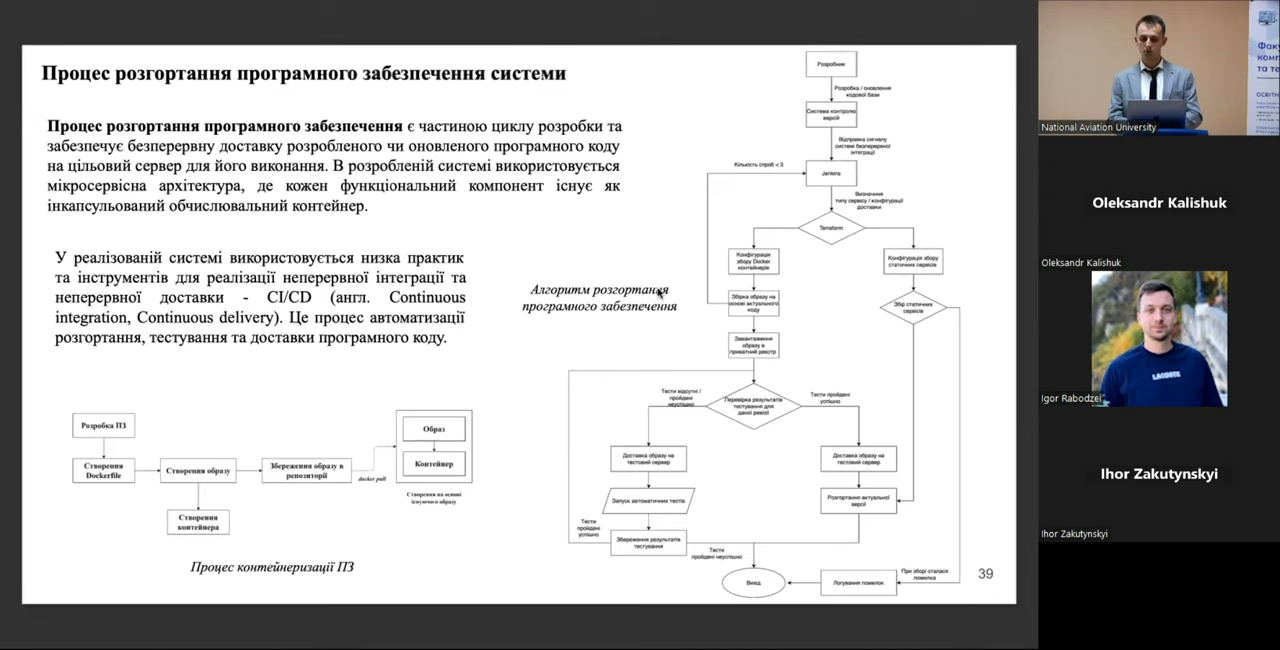 Процес розгортання програмного забезпечення системи
Процес розгортання програмного забезпечення є частиною циклу розробки та
забезпечує безперервну доставку розробленого чи оновленого програмного коду
на цільовий сервер для його виконання. В розробленій системі використовується
мікросервісна архітектура, де кожен функціональний компонент існує як
інкапсульований обчислювальний контейнер.
У реалізованій системі використовується низка практик
та інструментів для реалізації неперервної інтеграції та
неперервної доставки - CI/CD (англ. Continuous
integration, Continuous delivery). Це процес автоматизації
розгортання, тестування та доставки програмного коду.
Розробка ПЗ
Створення
Dockerfile
Створення образу
Створення
контейнера
Збереження образу в
репозиторії
docker pull
Образ
Контейнер
Створення на основі
існуючого образу
Процес контейнеризації ПЗ
Алгоритм розгортання
програмного забезпечення
Розробник
Розробка / оновлення
кодової бази
Система контролю
версій
Відправка сигналу
системі безперервної
інтеграції
Кількість спроб < 3
Jenkins
Визначення
типу сервісу / конфігурації
доставки
Terraform
Конфігурація
збору Docker
контейнерів
Конфігурація збору
статичних сервісів
Збірка образу на
основі актуального
коду
Збір статичних
сервісів
Завантаження
образу в
приватний реєстр
Тести відсутні /
пройдені
неуспішно
Перевірка результатів
тестування для
даної ревізії
Тести пройдені
успішно
Доставка образу на
тестовий сервер
Доставка образу на
тестовий сервер
Запуск автоматичних тестів
Розгортання актуальної
версії
Тести
пройдені
успішно
Збереження результатів
тестування
Тести
пройдені неуспішно
Вихід
Логування помилок
При зборі сталася
помилка
39
National Aviation University
Oleksandr Kalishuk
Oleksandr Kalishuk
LACOSTE
Igor Rabodzei
Ihor Zakutynskyi
Ihor Zakutynskyi